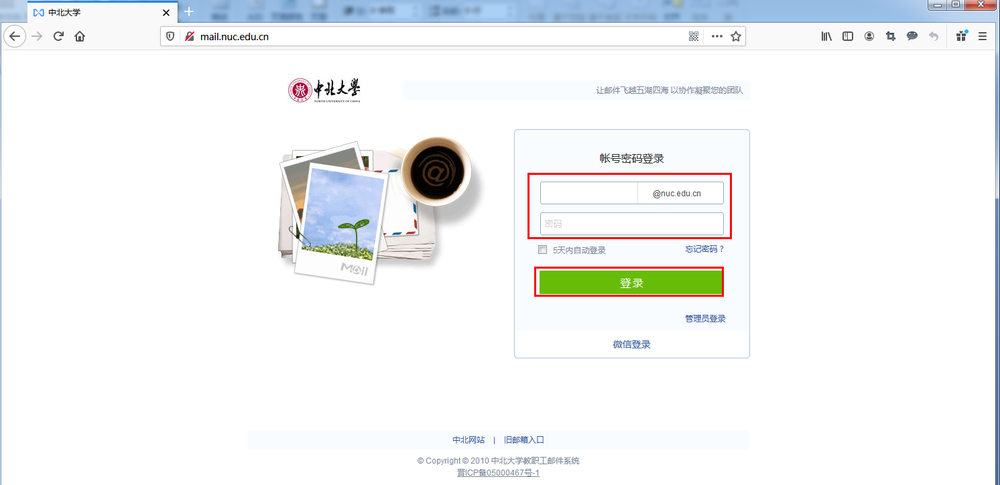 中北大学
mail.nuc.edu.cn
中北大學
NORTH UNIVERSITY OF CHINA
让邮件飞越五湖四海 以协作凝聚您的团队
帐号密码登录
@nuc.edu.cn
密码
5天内自动登录 忘记密码？
登录
Mail
管理员登录
微信登录
中北网站 | 旧邮箱入口
© Copyright © 2010 中北大学教职工邮件系统
晋ICP备05000467号-1